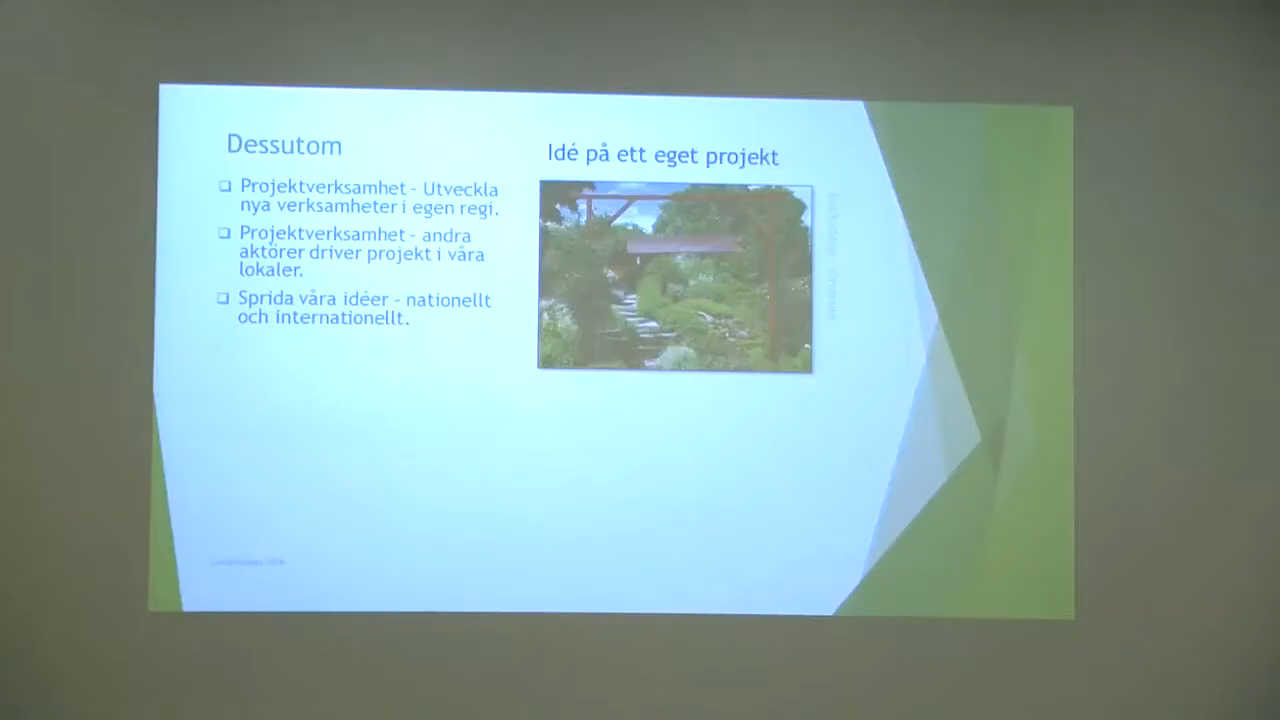 Dessutom
Projektverksamhet - Utveckla
nya verksamheter i egen regi.
Projektverksamhet - andra
aktörer driver projekt i våra
lokaler.
Sprida våra idéer - nationellt
och internationellt.
Idé på ett eget projekt